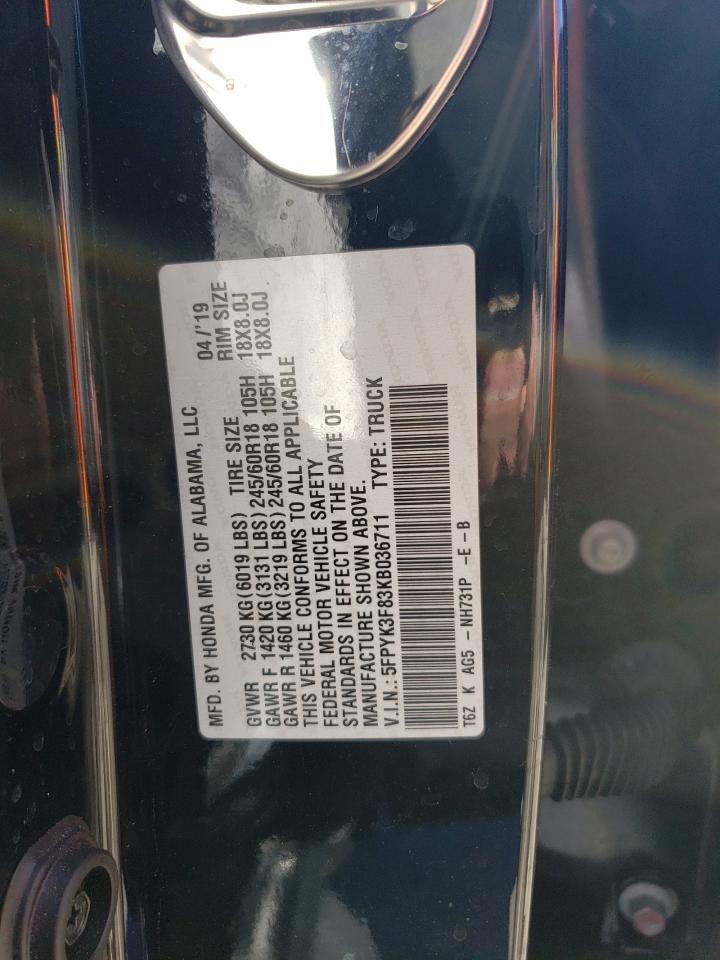 MFD. BY HONDA MFG. OF ALABAMA, LLC 04/'19
GVWR 2730 KG(6019 LBS) TIRE SIZE RIM SIZE
GAWR F 1420 KG(3131 LBS) 245/60R18 105H 18X8.0J
GAWR R 1460 KG(3219 LBS) 245/60R18 105H 18X8.0J
THIS VEHICLE CONFORMS TO ALL APPLICABLE
FEDERAL MOTOR VEHICLE SAFETY
STANDARDS IN EFFECT ON THE DATE OF
MANUFACTURE SHOWN ABOVE.
V.I.N.: 5FPYK3F83KB036711 TYPE: TRUCK
T6Z K AG5 - NH731P -E -B